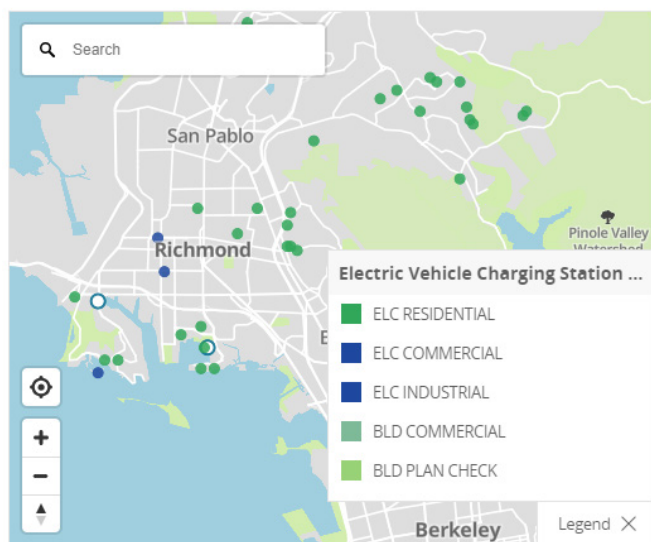 Search
San Pablo
Richmond
Pinole Valley
Watershed
Electric Vehicle Charging Station ...
ELC RESIDENTIAL
ELC COMMERCIAL
ELC INDUSTRIAL
BLD COMMERCIAL
BLD PLAN CHECK
Legend
Berkeley